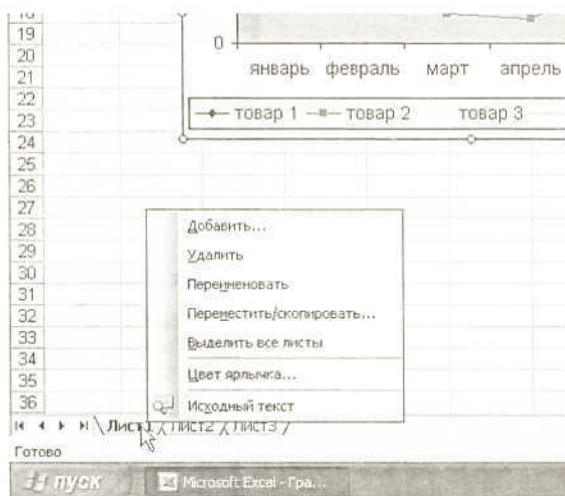 18
19
20
21
22
23
24
25
26
27
28
29
30
31
32
33
34
35
36
0
январь февраль март апрель
товар 1 товар 2 товар 3
Добавить...
Удалить
Переименовать
Переместить/скопировать...
Выделить все листы
Цвет ярлычка...
Исходный текст
Лист1 Лист2 Лист3
Готово
пуск Microsoft Excel - Гра...